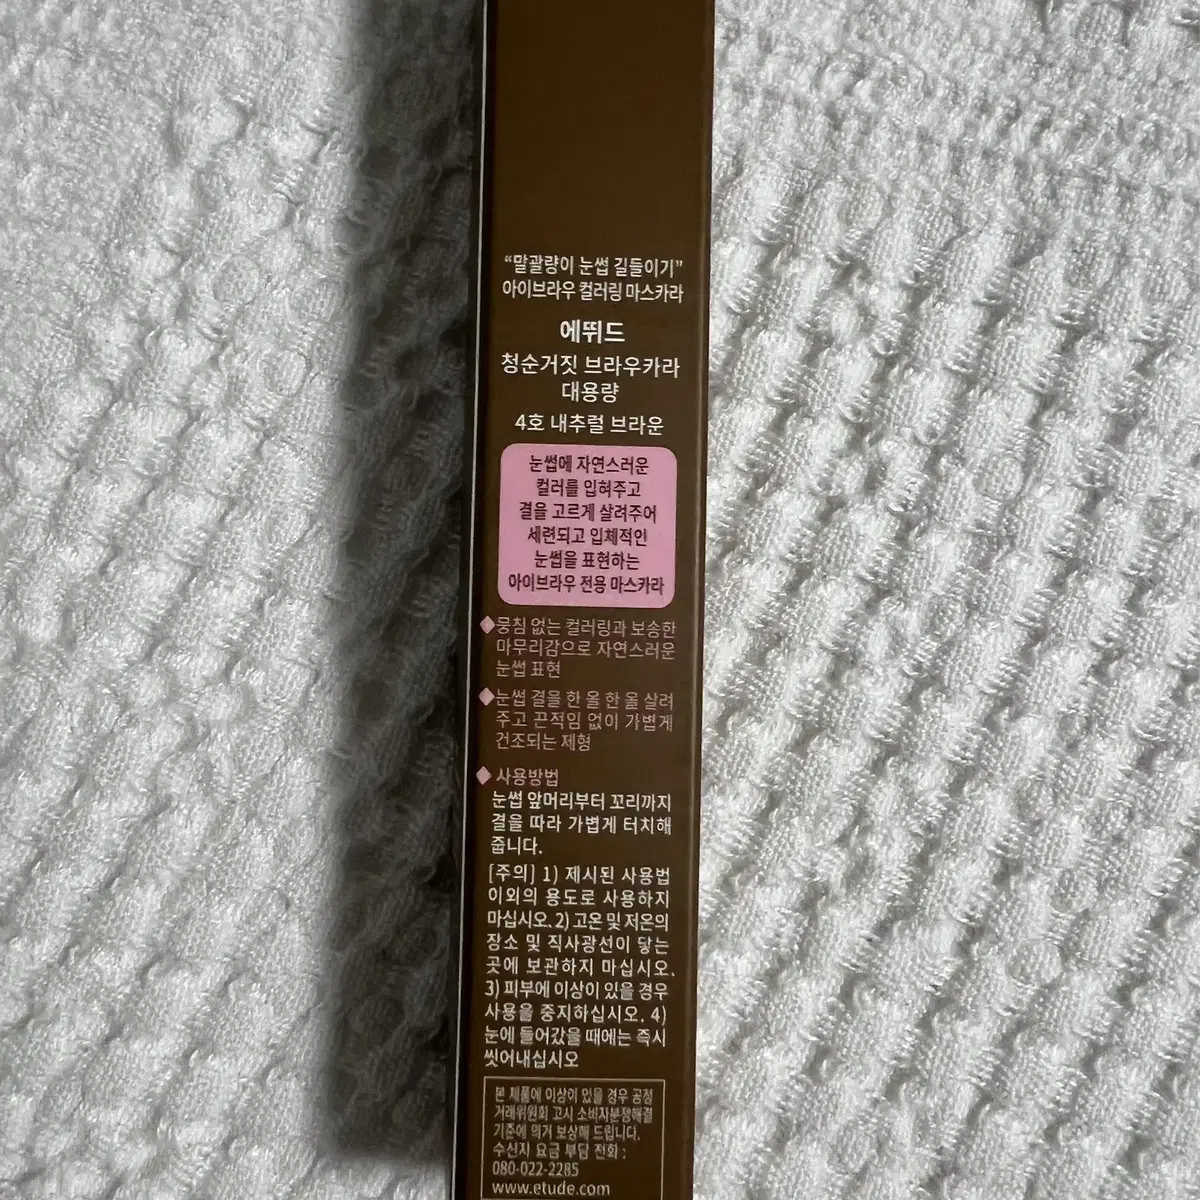 “말괄량이 눈썹 길들이기”
아이브라우 컬러링 마스카라
에뛰드
청순거짓 브라우카라
대용량
4호 내추럴 브라운
눈썹에 자연스러운
컬러를 입혀주고
결을 고르게 살려주어
세련되고 입체적인
눈썹을 표현하는
아이브라우 전용 마스카라
◆뭉침 없는 컬러링과 보송한
마무리감으로 자연스러운
눈썹 표현
◆눈썹 결을 한 올 한 올 살려
주고 끈적임 없이 가볍게
건조되는 제형
◆ 사용방법
눈썹 앞머리부터 꼬리까지
결을 따라 가볍게 터치해
줍니다.
[주의] 1) 제시된 사용법
이외의 용도로 사용하지
마십시오. 2) 고온 및 저온의
장소 및 직사광선이 닿는
곳에 보관하지 마십시오.
3) 피부에 이상이 있을 경우
사용을 중지하십시오. 4)
눈에 들어갔을 때에는 즉시
씻어내십시오
본 제품에 이상이 있을 경우 공정
거래위원회 고시 소비자분쟁해결
기준에 의거 보상해 드립니다.
수신자 요금 부담 전화 :
080-022-2285
www.etude.com